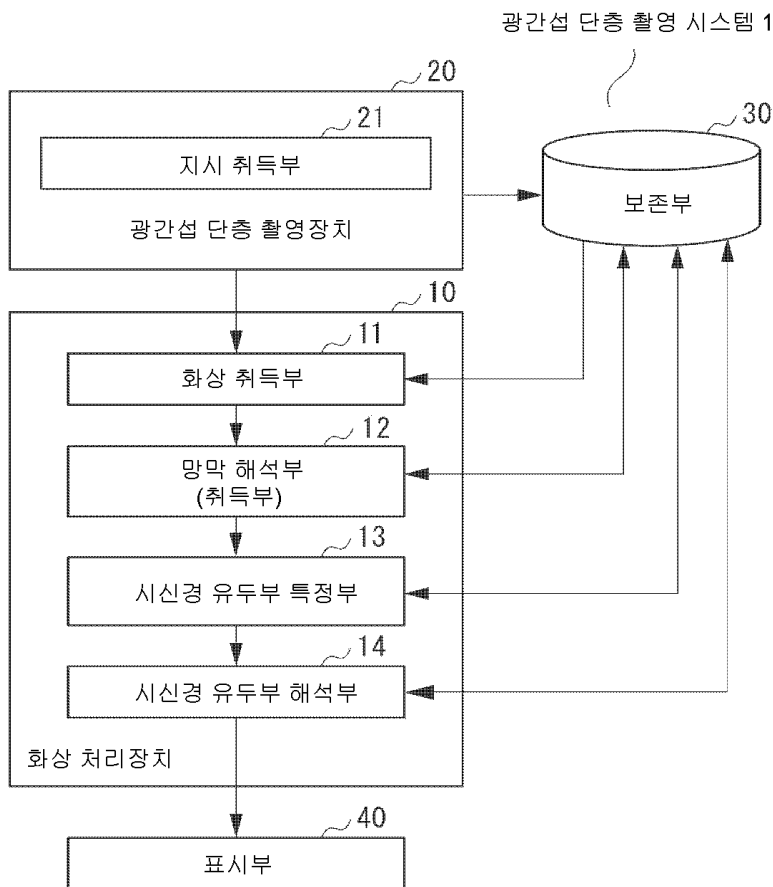 광간섭 단층 촬영 시스템 1
20
21
지시 취득부
광간섭 단층 촬영장치
30
보존부
10
11
화상 취득부
12
망막 해석부
(취득부)
13
시신경 유두부 특정부
14
시신경 유두부 해석부
화상 처리장치
40
표시부